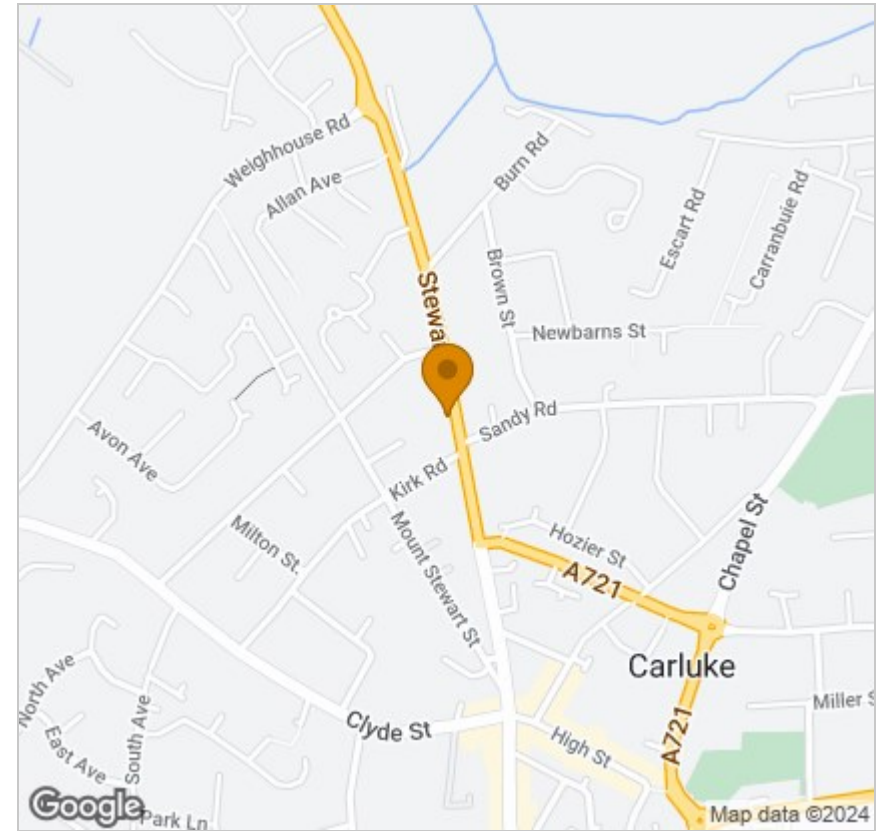 Weighhouse Rd
Allan Ave
Burn Rd
Escart Rd
Carranbuie Rd
Brown St
Stewa
Newbarns St
Sandy Rd
Avon Ave
Kirk Rd
Milton St.
Mount Stewart St
Hozier St
A721
Chapel St
Carluke
North Ave
South Ave
East Ave
Clyde St
High St
A721
Miller S
Park Ln
Google
Map data ©2024